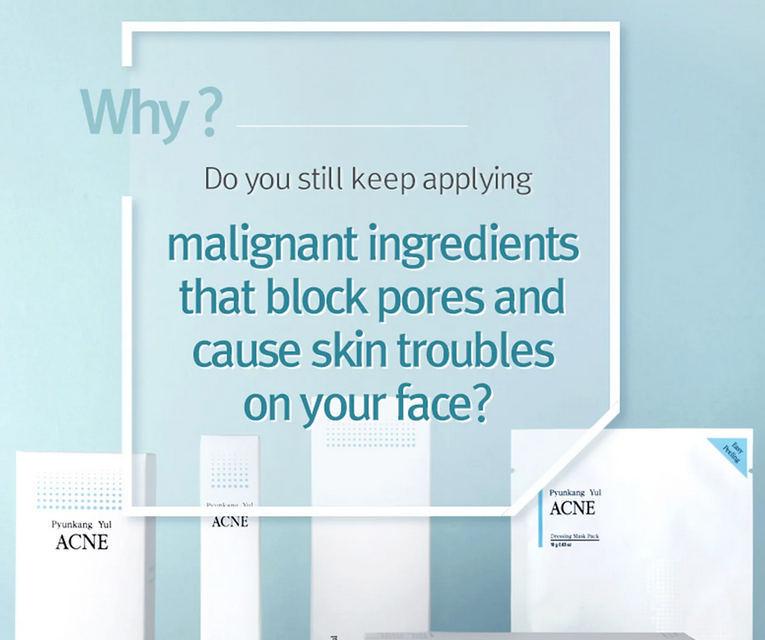 Why ?
Do you still keep applying
malignant ingredients
that block pores and
cause skin troubles
on your face?
Easy
Peeling
Pyunkang Yul
ACNE
Pyunkang Yul
ACNE
Pyunkang Yul
ACNE
Dressing Mask Pack